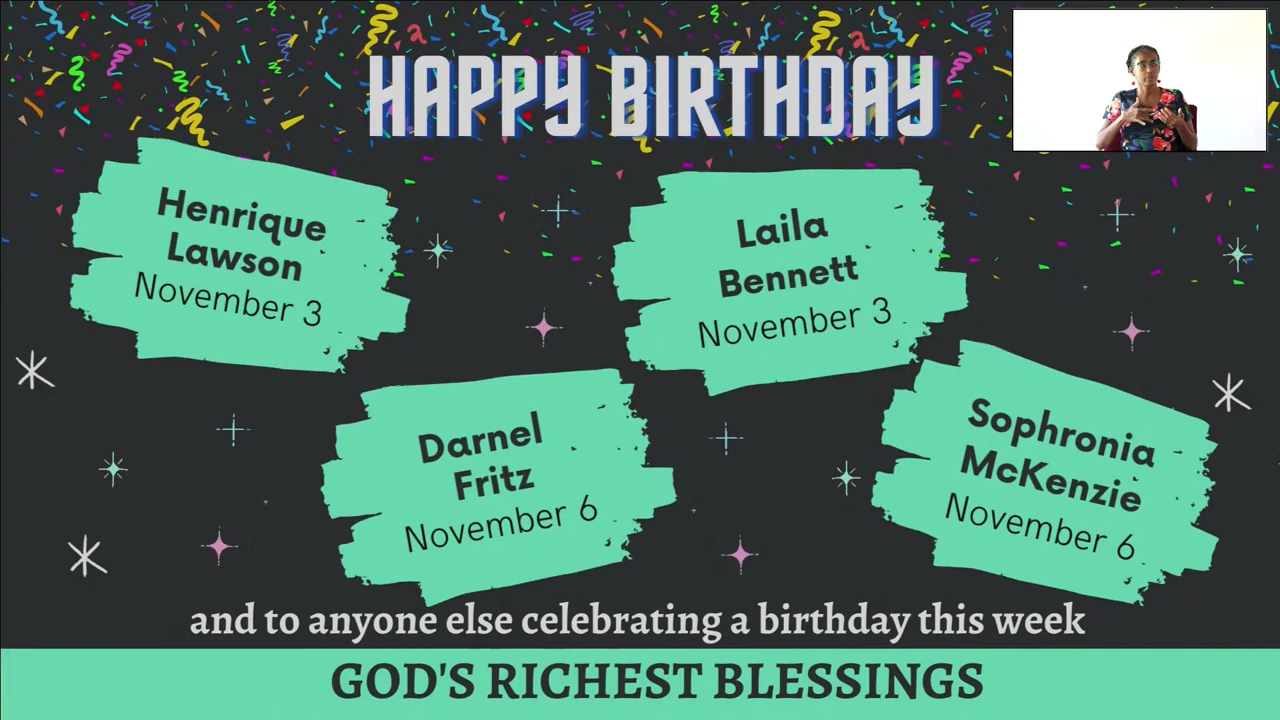 HAPPY BIRTHDAY
Henrique
Lawson
November 3
Laila
Bennett
November 3
Darnel
Fritz
November 6
Sophronia
McKenzie
November 6
and to anyone else celebrating a birthday this week
GOD'S RICHEST BLESSINGS